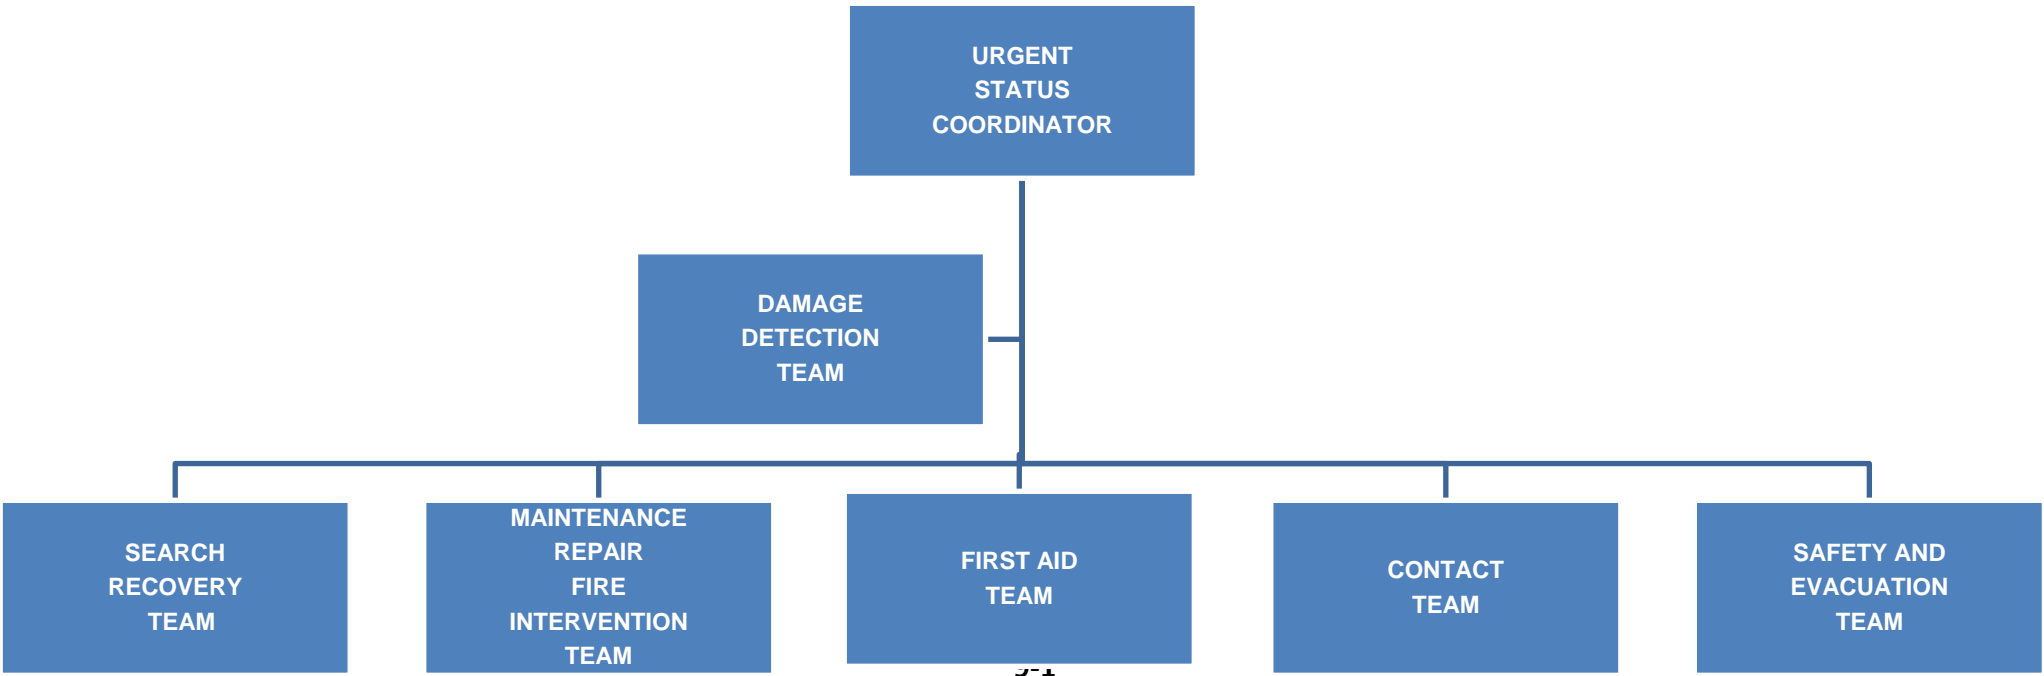 URGENT
STATUS
COORDINATOR
DAMAGE
DETECTION
TEAM
SEARCH
RECOVERY
TEAM
MAINTENANCE
REPAIR
FIRE
INTERVENTION
TEAM
FIRST AID
TEAM
CONTACT
TEAM
SAFETY AND
EVACUATION
TEAM